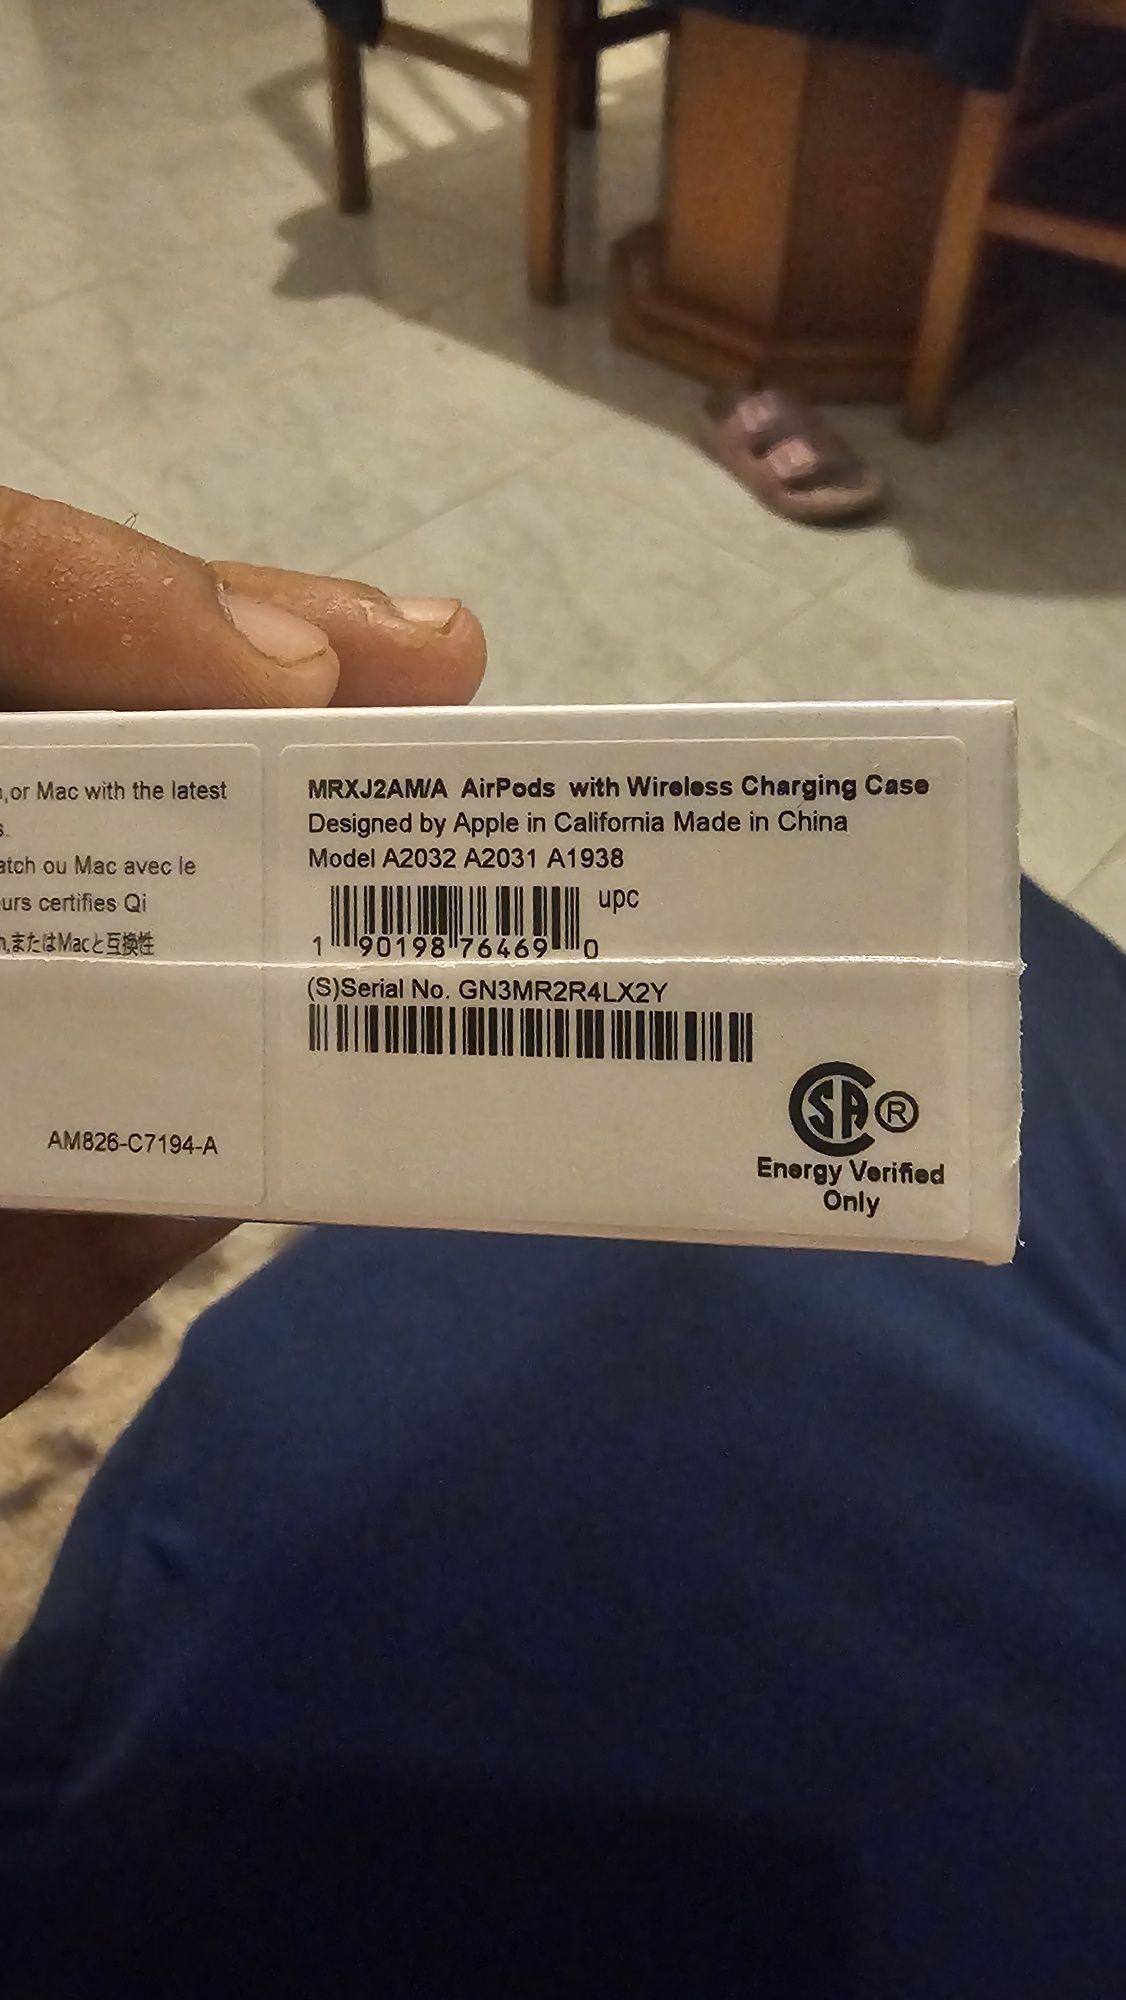 ,or Mac with the latest
s.
atch ou Mac avec le
urs certifies Qi
,またはMacと互換性
AM826-C7194-A
MRXJ2AM/A AirPods with Wireless Charging Case
Designed by Apple in California Made in China
Model A2032 A2031 A1938
upc
1 90198 76469 0
(S)Serial No. GN3MR2R4LX2Y
CSA ®
Energy Verified
Only